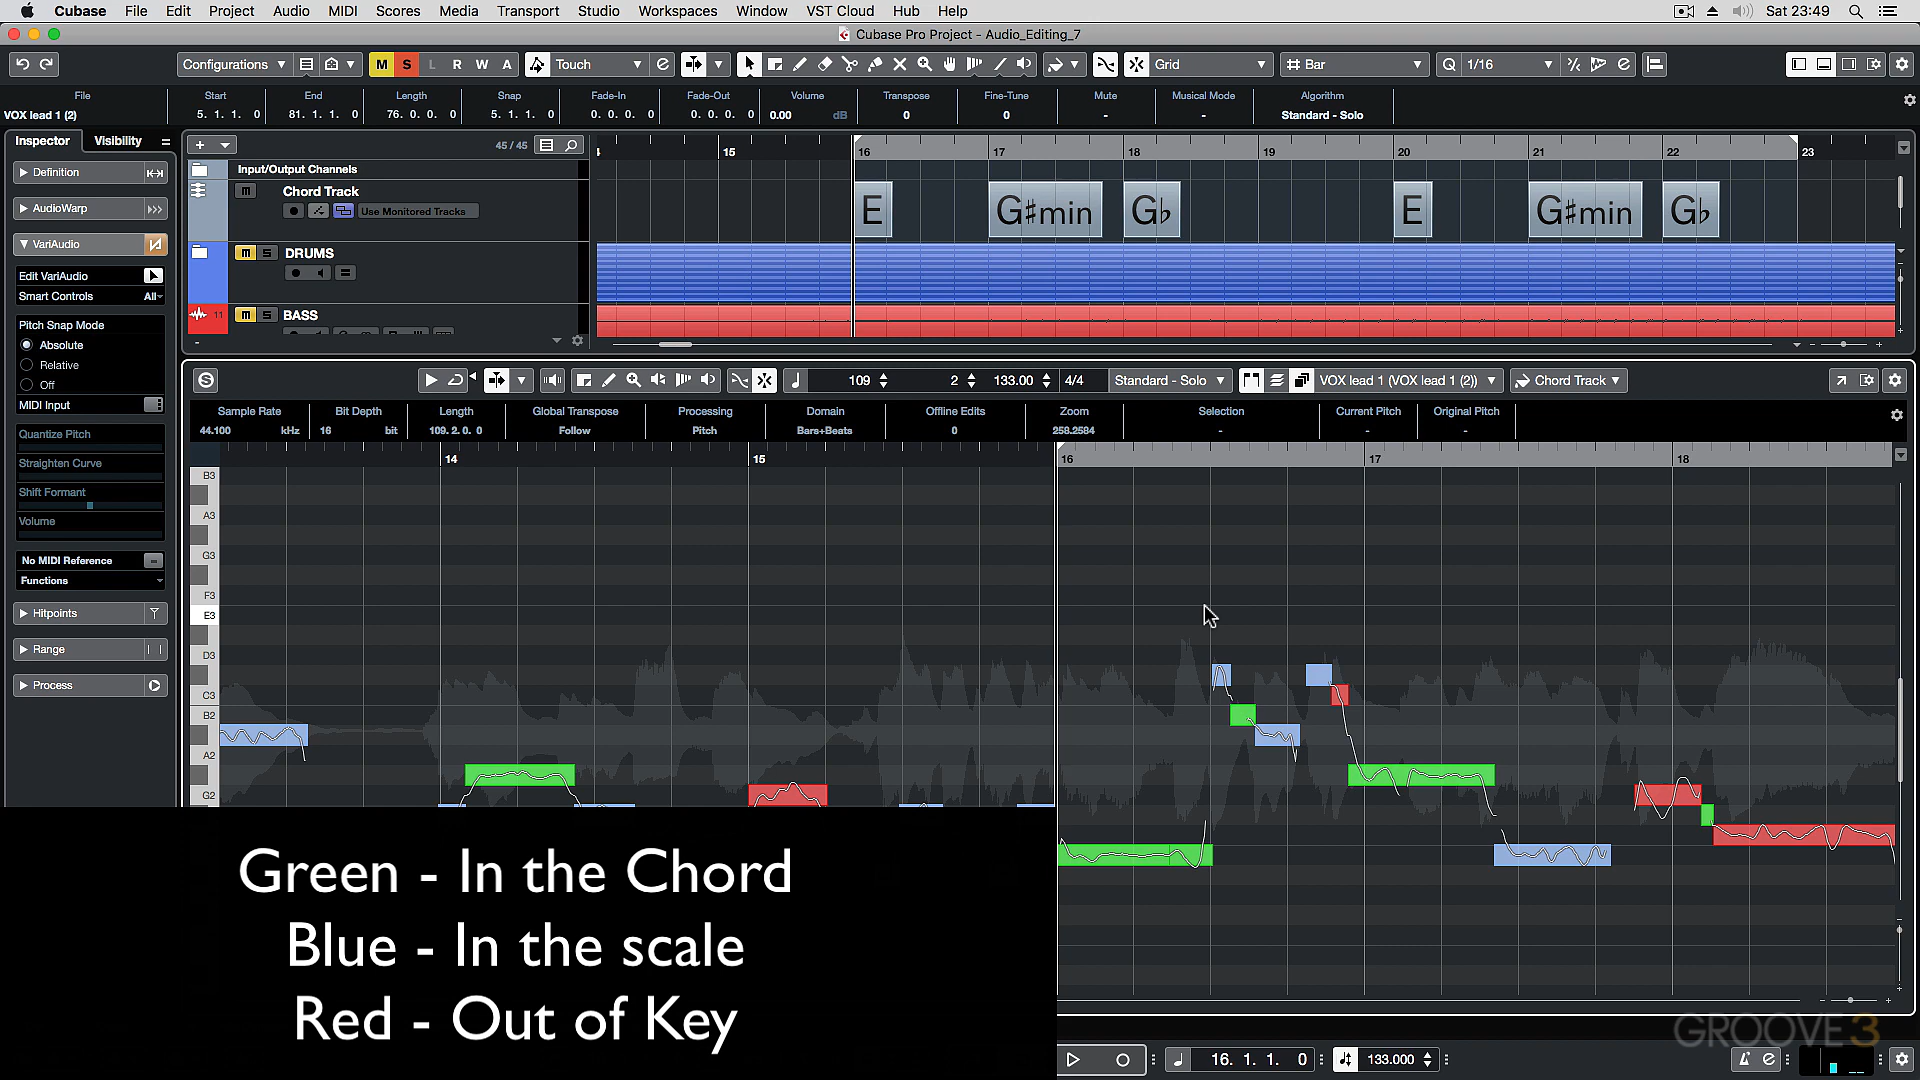 Cubase File Edit Project Audio MIDI Scores Media Transport Studio Workspaces Window VST Cloud Hub Help Sat 23:49
Cubase Pro Project - Audio_Editing_7
Configurations M S L R W A Touch Grid Bar Q 1/16
File Start End Length Snap Fade-In Fade-Out Volume Transpose Fine-Tune Mute Musical Mode Algorithm
VOX lead 1 (2) 5. 1. 1. 0 81. 1. 1. 0 76. 0. 0. 0 5. 1. 1. 0 0. 0. 0. 0 0. 0. 0. 0 0.00 dB 0 0 - - Standard - Solo
Inspector Visibility
45 / 45
4 15 16 17 18 19 20 21 22 23
Definition
Input/Output Channels
m Chord Track
Use Monitored Tracks
E G♯min G♭ E G♯min G♭
AudioWarp
VariAudio
m S DRUMS
11 m S BASS
Edit VariAudio
Smart Controls All
Pitch Snap Mode
Absolute
Relative
Off
MIDI Input
Quantize Pitch
Straighten Curve
Shift Formant
Volume
No MIDI Reference
Functions
Hitpoints
Range
Process
109 2 133.00 4/4 Standard - Solo VOX lead 1 (VOX lead 1 (2)) Chord Track
Sample Rate Bit Depth Length Global Transpose Processing Domain Offline Edits Zoom Selection Current Pitch Original Pitch
44.100 kHz 16 bit 109. 2. 0. 0 Follow Pitch Bars+Beats 0 258.2584 - - -
14 15 16 17 18
B3
A3
G3
F3
E3
D3
C3
B2
A2
G2
Green - In the Chord
Blue - In the scale
Red - Out of Key
GROOVE 3
16. 1. 1. 0 133.000